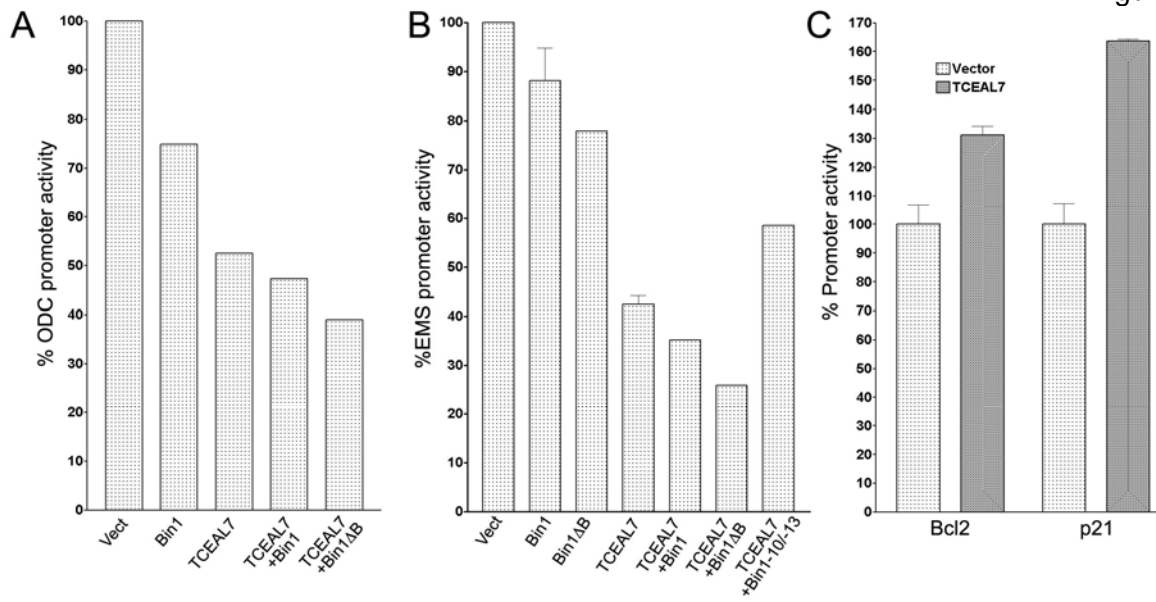 A
% ODC promoter activity
100
90
80
70
60
50
40
30
20
10
0
Vect
Bin1
TCEAL7
TCEAL7
+Bin1
TCEAL7
+Bin1ΔB
B
%EMS promoter activity
100
90
80
70
60
50
40
30
20
10
0
Vect
Bin1
Bin1ΔB
TCEAL7
TCEAL7
+Bin1
TCEAL7
+Bin1ΔB
TCEAL7
+Bin1-10/-13
C
% Promoter activity
170
160
150
140
130
120
110
100
90
80
70
60
50
40
30
20
10
0
Vector
TCEAL7
Bcl2
p21